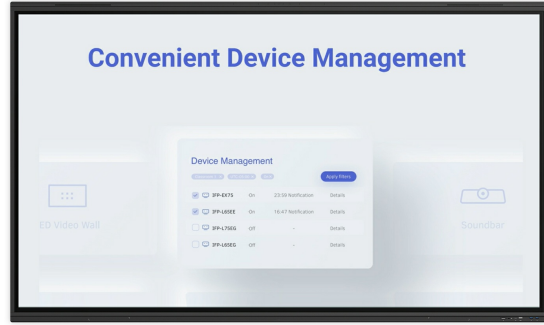 Convenient Device Management
Device Management
Apply Filters
IFP-EX75 On 23:59 Notification Details
IFP-L65EE On 16:47 Notification Details
IFP-L75EG Off - Details
IFP-L65EG Off - Details
ED Video Wall
Soundbar